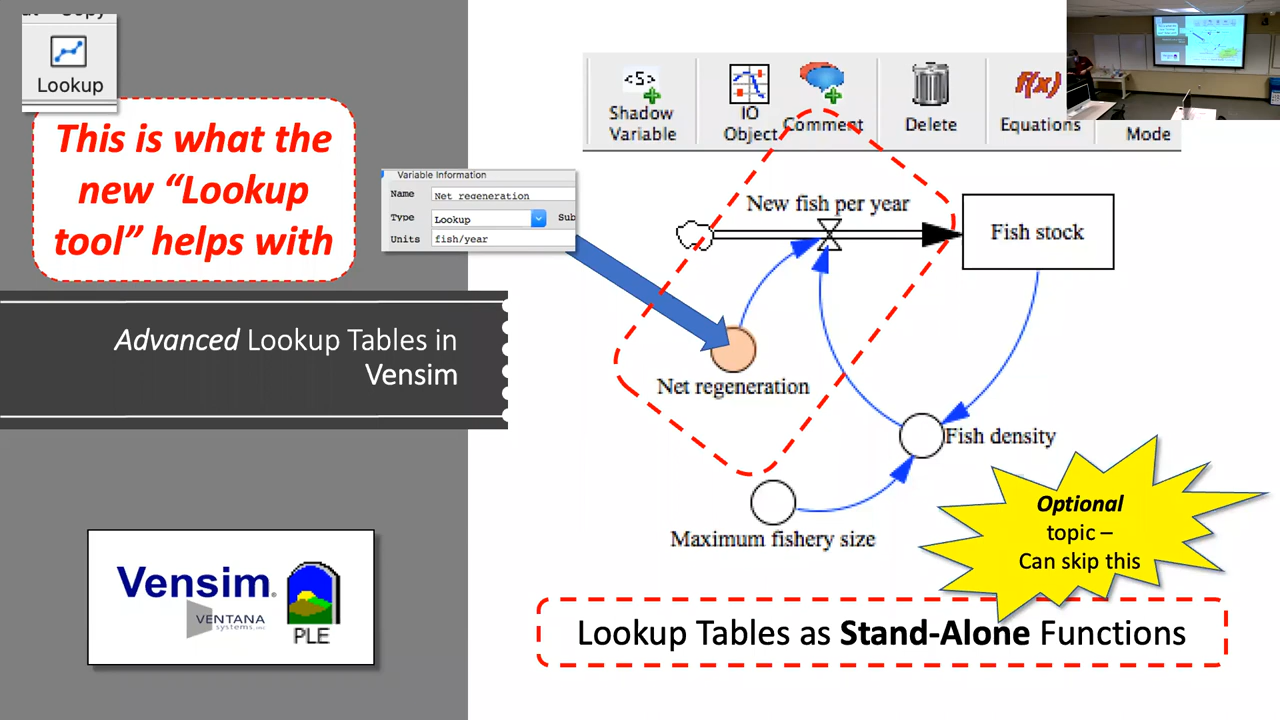 Copy
Lookup
This is what the
new “Lookup
tool” helps with
Advanced Lookup Tables in
Vensim
Vensim
VENTANA
systems, inc.
PLE
Variable Information
Name Net regeneration
Type Lookup Sub
Units fish/year
<S>
Shadow
Variable
IO
Object
Comment
Delete
f(x)
Equations
Mode
New fish per year
Fish stock
Net regeneration
Fish density
Maximum fishery size
Optional
topic –
Can skip this
Lookup Tables as Stand-Alone Functions